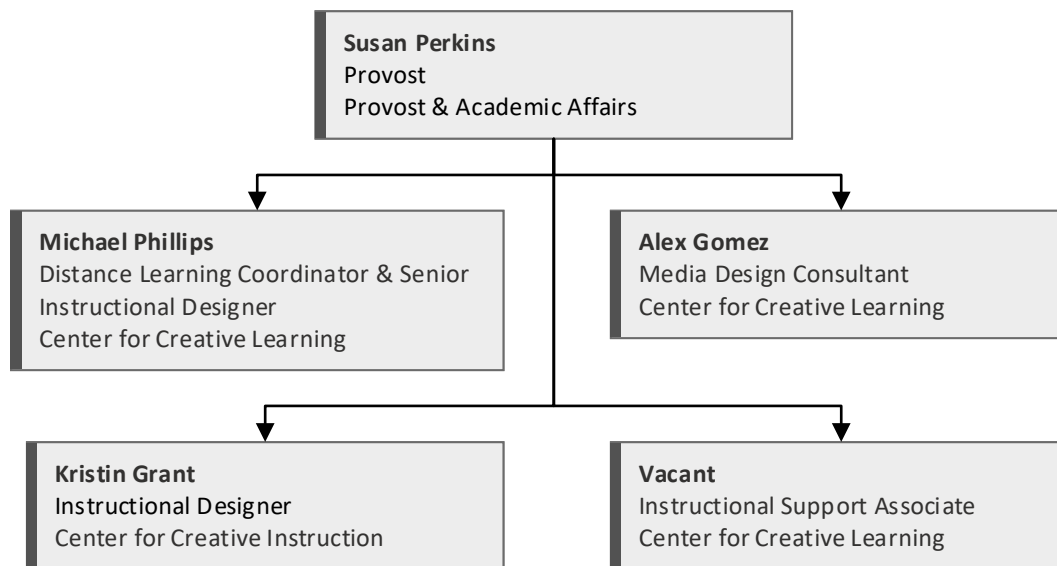 Susan Perkins
Provost
Provost & Academic Affairs
Michael Phillips
Distance Learning Coordinator & Senior
Instructional Designer
Center for Creative Learning
Alex Gomez
Media Design Consultant
Center for Creative Learning
Kristin Grant
Instructional Designer
Center for Creative Instruction
Vacant
Instructional Support Associate
Center for Creative Learning